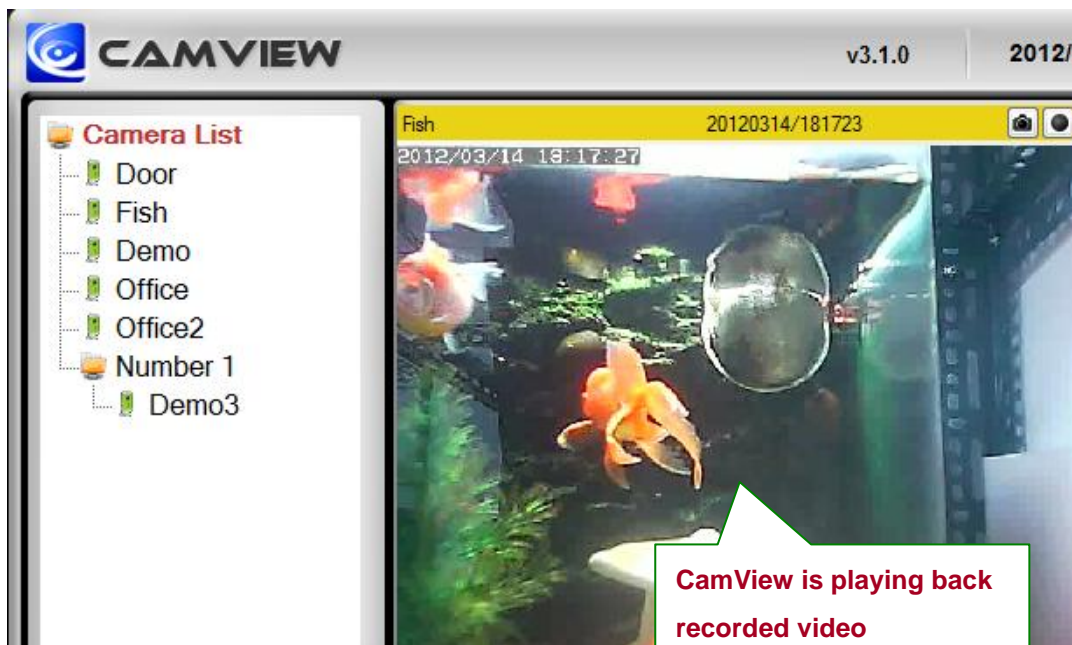 CAMVIEW
v3.1.0
2012/
Camera List
Door
Fish
Demo
Office
Office2
Number 1
Demo3
Fish 20120314/181723
2012/03/14 18:17:27
CamView is playing back
recorded video